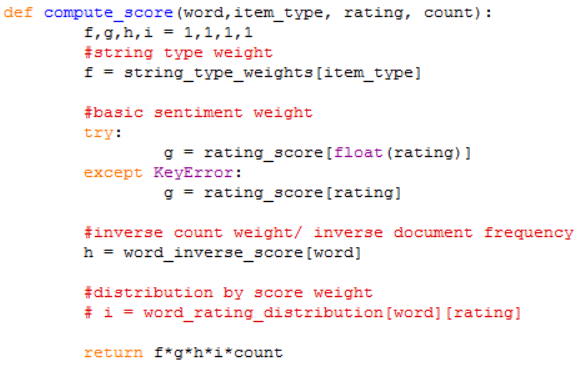 def compute_score(word,item_type, rating, count):
f,g,h,i = 1,1,1,1
#string type weight
f = string_type_weights[item_type]
#basic sentiment weight
try:
g = rating_score[float(rating)]
except KeyError:
g = rating_score[rating]
#inverse count weight/ inverse document frequency
h = word_inverse_score[word]
#distribution by score weight
# i = word_rating_distribution[word][rating]
return f*g*h*i*count